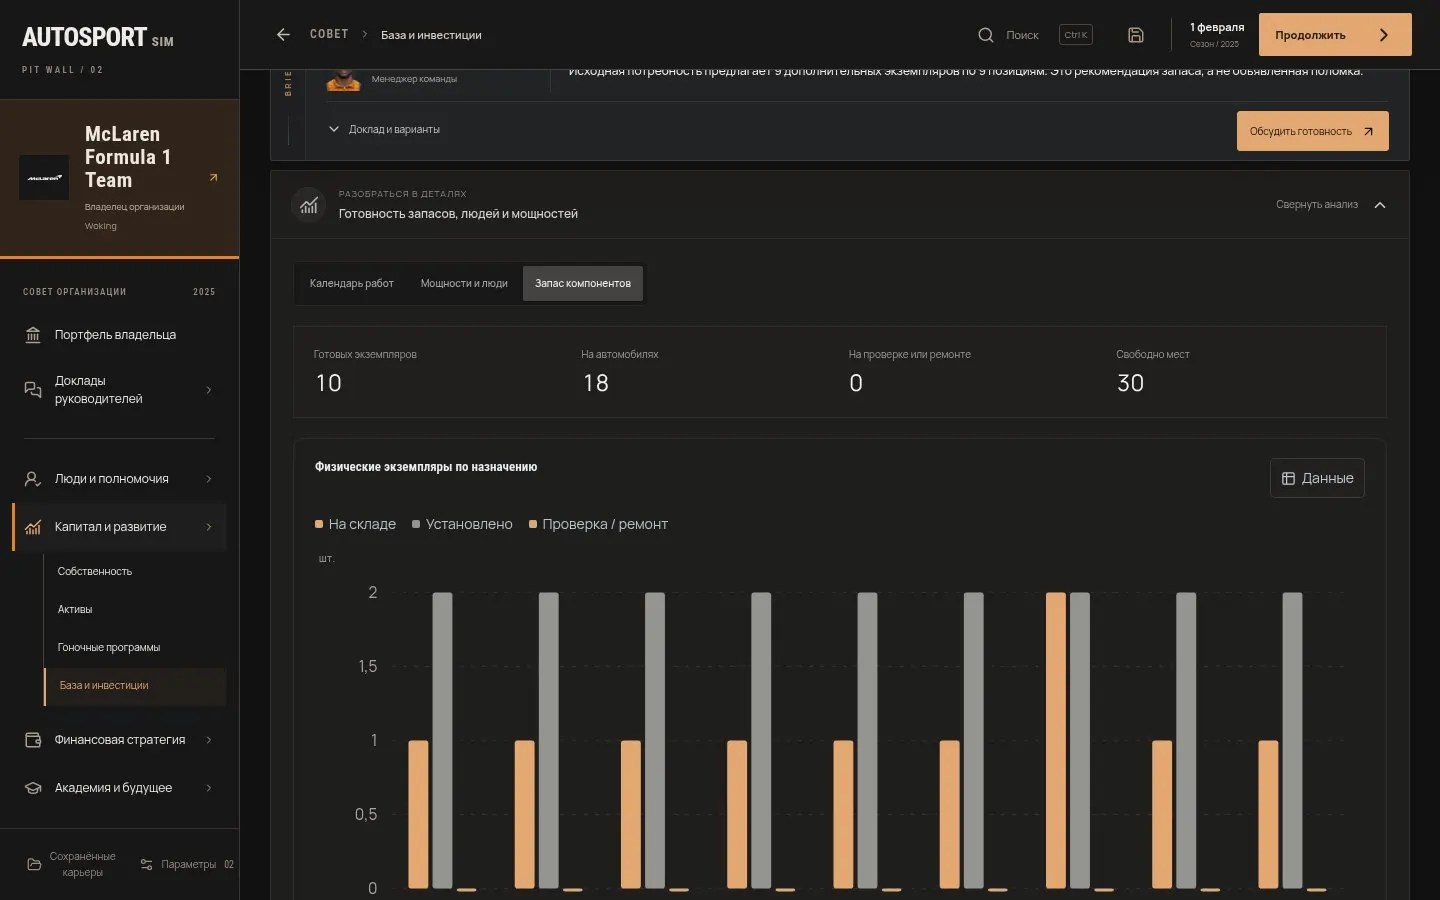 AUTOSPORT SIM
PIT WALL / 02
McLaren
Formula 1
Team
Владелец организации
Woking
McLaren
СОВЕТ ОРГАНИЗАЦИИ 2025
Портфель владельца
Доклады
руководителей
Люди и полномочия
Капитал и развитие
Собственность
Активы
Гоночные программы
База и инвестиции
Финансовая стратегия
Академия и будущее
Сохранённые
карьеры
Параметры 02
СОВЕТ
База и инвестиции
Поиск
Ctrl K
1 февраля
Сезон / 2025
Продолжить
BRIE
Менеджер команды
Исходная потребность предлагает 9 дополнительных экземпляров по 9 позициям. Это рекомендация запаса, а не объявленная поломка.
Доклад и варианты
Обсудить готовность
РАЗОБРАТЬСЯ В ДЕТАЛЯХ
Готовность запасов, людей и мощностей
Свернуть анализ
Календарь работ
Мощности и люди
Запас компонентов
Готовых экземпляров
10
На автомобилях
18
На проверке или ремонте
0
Свободно мест
30
Физические экземпляры по назначению
Данные
На складе
Установлено
Проверка / ремонт
шт.
2
1,5
1
0,5
0